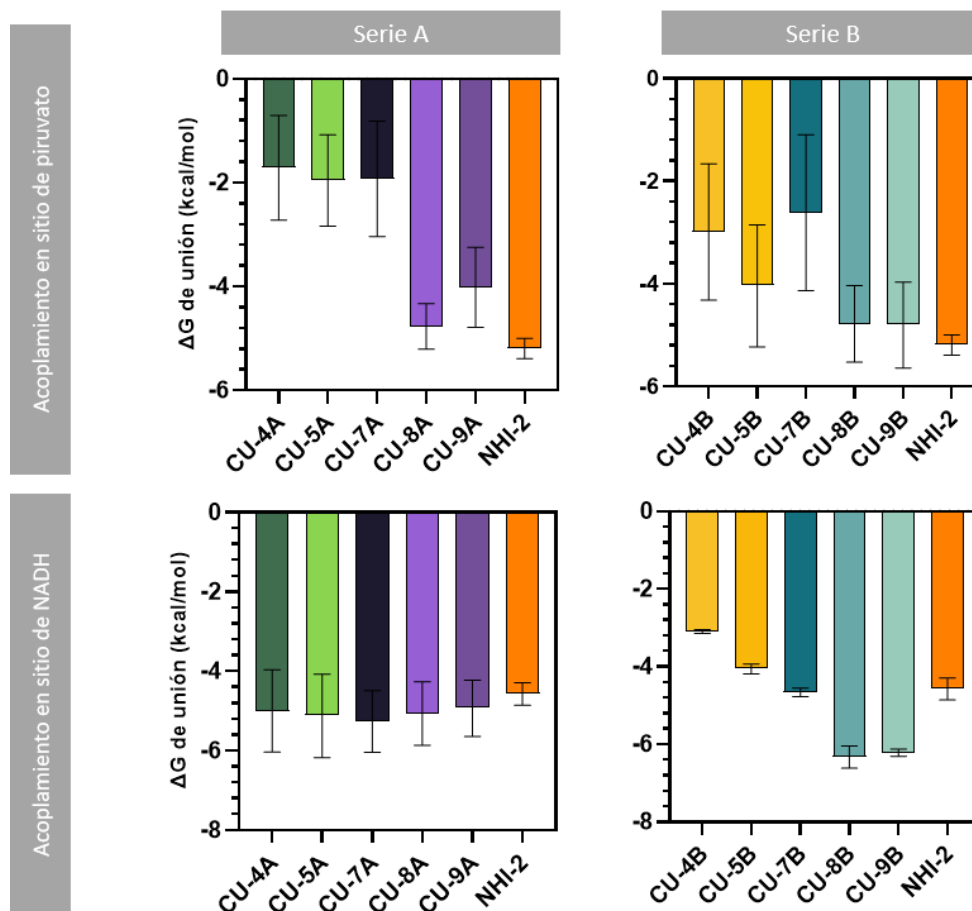 Serie A
Serie B
Acoplamiento en sitio de piruvato
ΔG de unión (kcal/mol)
0
-2
-4
-6
CU-4A
CU-5A
CU-7A
CU-8A
CU-9A
NHI-2
0
-2
-4
-6
CU-4B
CU-5B
CU-7B
CU-8B
CU-9B
NHI-2
Acoplamiento en sitio de NADH
ΔG de unión (kcal/mol)
0
-2
-4
-6
-8
CU-4A
CU-5A
CU-7A
CU-8A
CU-9A
NHI-2
0
-2
-4
-6
-8
CU-4B
CU-5B
CU-7B
CU-8B
CU-9B
NHI-2